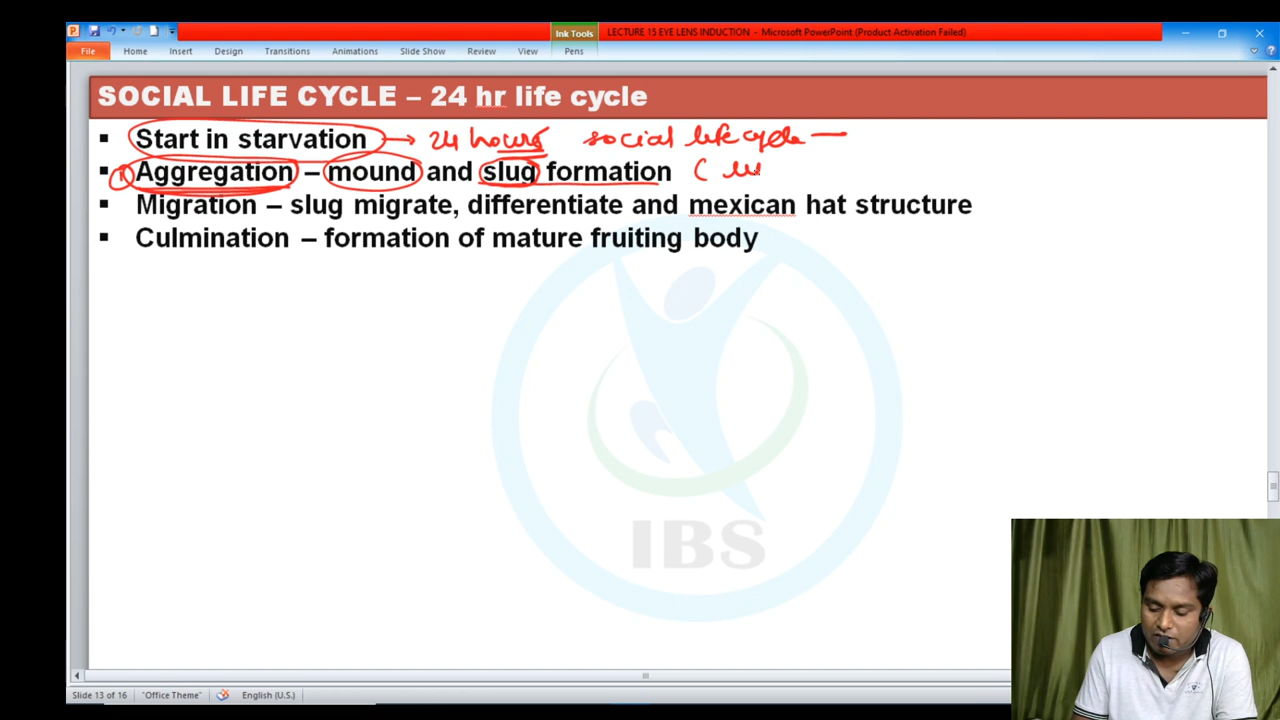 LECTURE 15 EYE LENS INDUCTION - Microsoft PowerPoint (Product Activation Failed)
Ink Tools
File Home Insert Design Transitions Animations Slide Show Review View Pens
SOCIAL LIFE CYCLE – 24 hr life cycle
▪ Start in starvation → 24 hours social life cycle —
▪ 1 Aggregation – mound and slug formation (
▪ Migration – slug migrate, differentiate and mexican hat structure
▪ Culmination – formation of mature fruiting body
IBS
Slide 13 of 16 "Office Theme" English (U.S.)